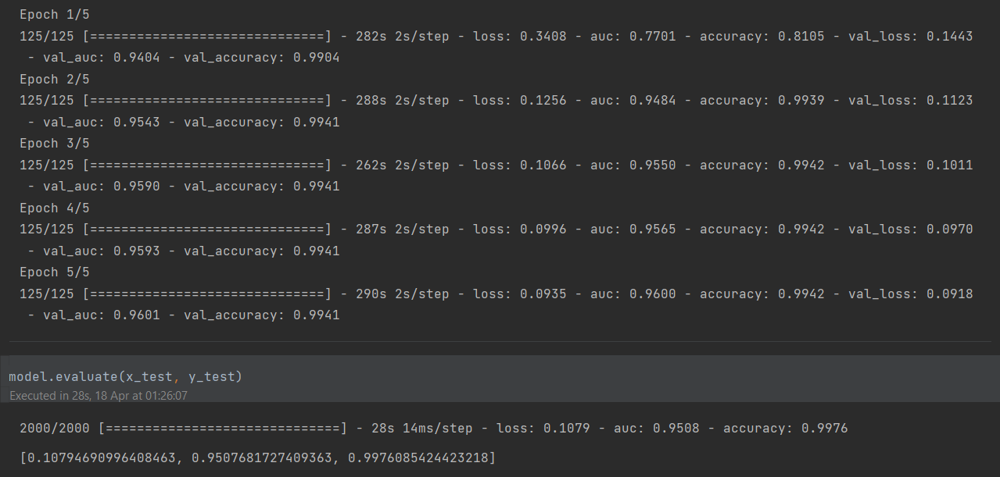 Epoch 1/5
125/125 [==============================] - 282s 2s/step - loss: 0.3408 - auc: 0.7701 - accuracy: 0.8105 - val_loss: 0.1443
- val_auc: 0.9404 - val_accuracy: 0.9904
Epoch 2/5
125/125 [==============================] - 288s 2s/step - loss: 0.1256 - auc: 0.9484 - accuracy: 0.9939 - val_loss: 0.1123
- val_auc: 0.9543 - val_accuracy: 0.9941
Epoch 3/5
125/125 [==============================] - 262s 2s/step - loss: 0.1066 - auc: 0.9550 - accuracy: 0.9942 - val_loss: 0.1011
- val_auc: 0.9590 - val_accuracy: 0.9941
Epoch 4/5
125/125 [==============================] - 287s 2s/step - loss: 0.0996 - auc: 0.9565 - accuracy: 0.9942 - val_loss: 0.0970
- val_auc: 0.9593 - val_accuracy: 0.9941
Epoch 5/5
125/125 [==============================] - 290s 2s/step - loss: 0.0935 - auc: 0.9600 - accuracy: 0.9942 - val_loss: 0.0918
- val_auc: 0.9601 - val_accuracy: 0.9941
model.evaluate(x_test, y_test)
Executed in 28s, 18 Apr at 01:26:07
2000/2000 [==============================] - 28s 14ms/step - loss: 0.1079 - auc: 0.9508 - accuracy: 0.9976
[0.10794690996408463, 0.9507681727409363, 0.9976085424423218]